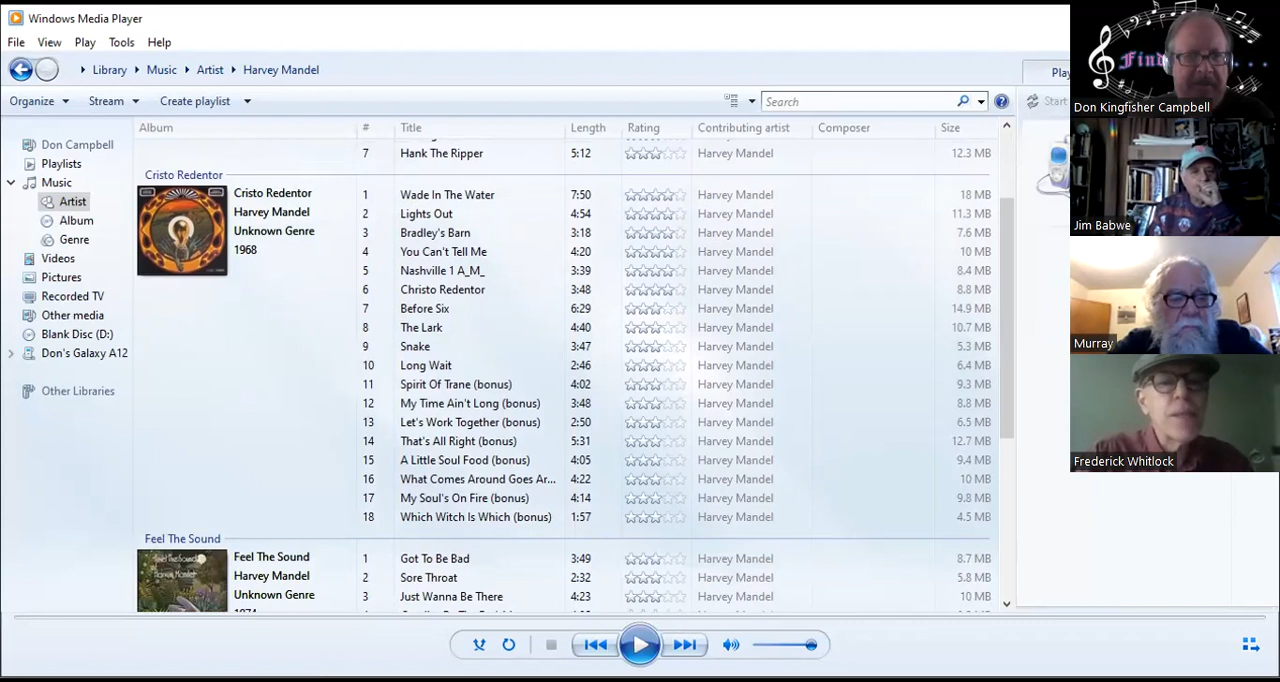 Windows Media Player
File View Play Tools Help
Library Music Artist Harvey Mandel
Play
Organize Stream Create playlist Search Start
Album # Title Length Rating Contributing artist Composer Size
7 Hank The Ripper 5:12 Harvey Mandel 12.3 MB
Cristo Redentor
Cristo Redentor
Harvey Mandel
Unknown Genre
1968
1 Wade In The Water 7:50 Harvey Mandel 18 MB
2 Lights Out 4:54 Harvey Mandel 11.3 MB
3 Bradley's Barn 3:18 Harvey Mandel 7.6 MB
4 You Can't Tell Me 4:20 Harvey Mandel 10 MB
5 Nashville 1 A_M_ 3:39 Harvey Mandel 8.4 MB
6 Christo Redentor 3:48 Harvey Mandel 8.8 MB
7 Before Six 6:29 Harvey Mandel 14.9 MB
8 The Lark 4:40 Harvey Mandel 10.7 MB
9 Snake 3:47 Harvey Mandel 5.3 MB
10 Long Wait 2:46 Harvey Mandel 6.4 MB
11 Spirit Of Trane (bonus) 4:02 Harvey Mandel 9.3 MB
12 My Time Ain't Long (bonus) 3:48 Harvey Mandel 8.8 MB
13 Let's Work Together (bonus) 2:50 Harvey Mandel 6.5 MB
14 That's All Right (bonus) 5:31 Harvey Mandel 12.7 MB
15 A Little Soul Food (bonus) 4:05 Harvey Mandel 9.4 MB
16 What Comes Around Goes Ar... 4:22 Harvey Mandel 10 MB
17 My Soul's On Fire (bonus) 4:14 Harvey Mandel 9.8 MB
18 Which Witch Is Which (bonus) 1:57 Harvey Mandel 4.5 MB
Feel The Sound
Feel The Sound
Harvey Mandel
Unknown Genre
1 Got To Be Bad 3:49 Harvey Mandel 8.7 MB
2 Sore Throat 2:32 Harvey Mandel 5.8 MB
3 Just Wanna Be There 4:23 Harvey Mandel 10 MB
Don Campbell
Playlists
Music
Artist
Album
Genre
Videos
Pictures
Recorded TV
Other media
Blank Disc (D:)
Don's Galaxy A12
Other Libraries
Find . . .
Don Kingfisher Campbell
Jim Babwe
Murray
Frederick Whitlock